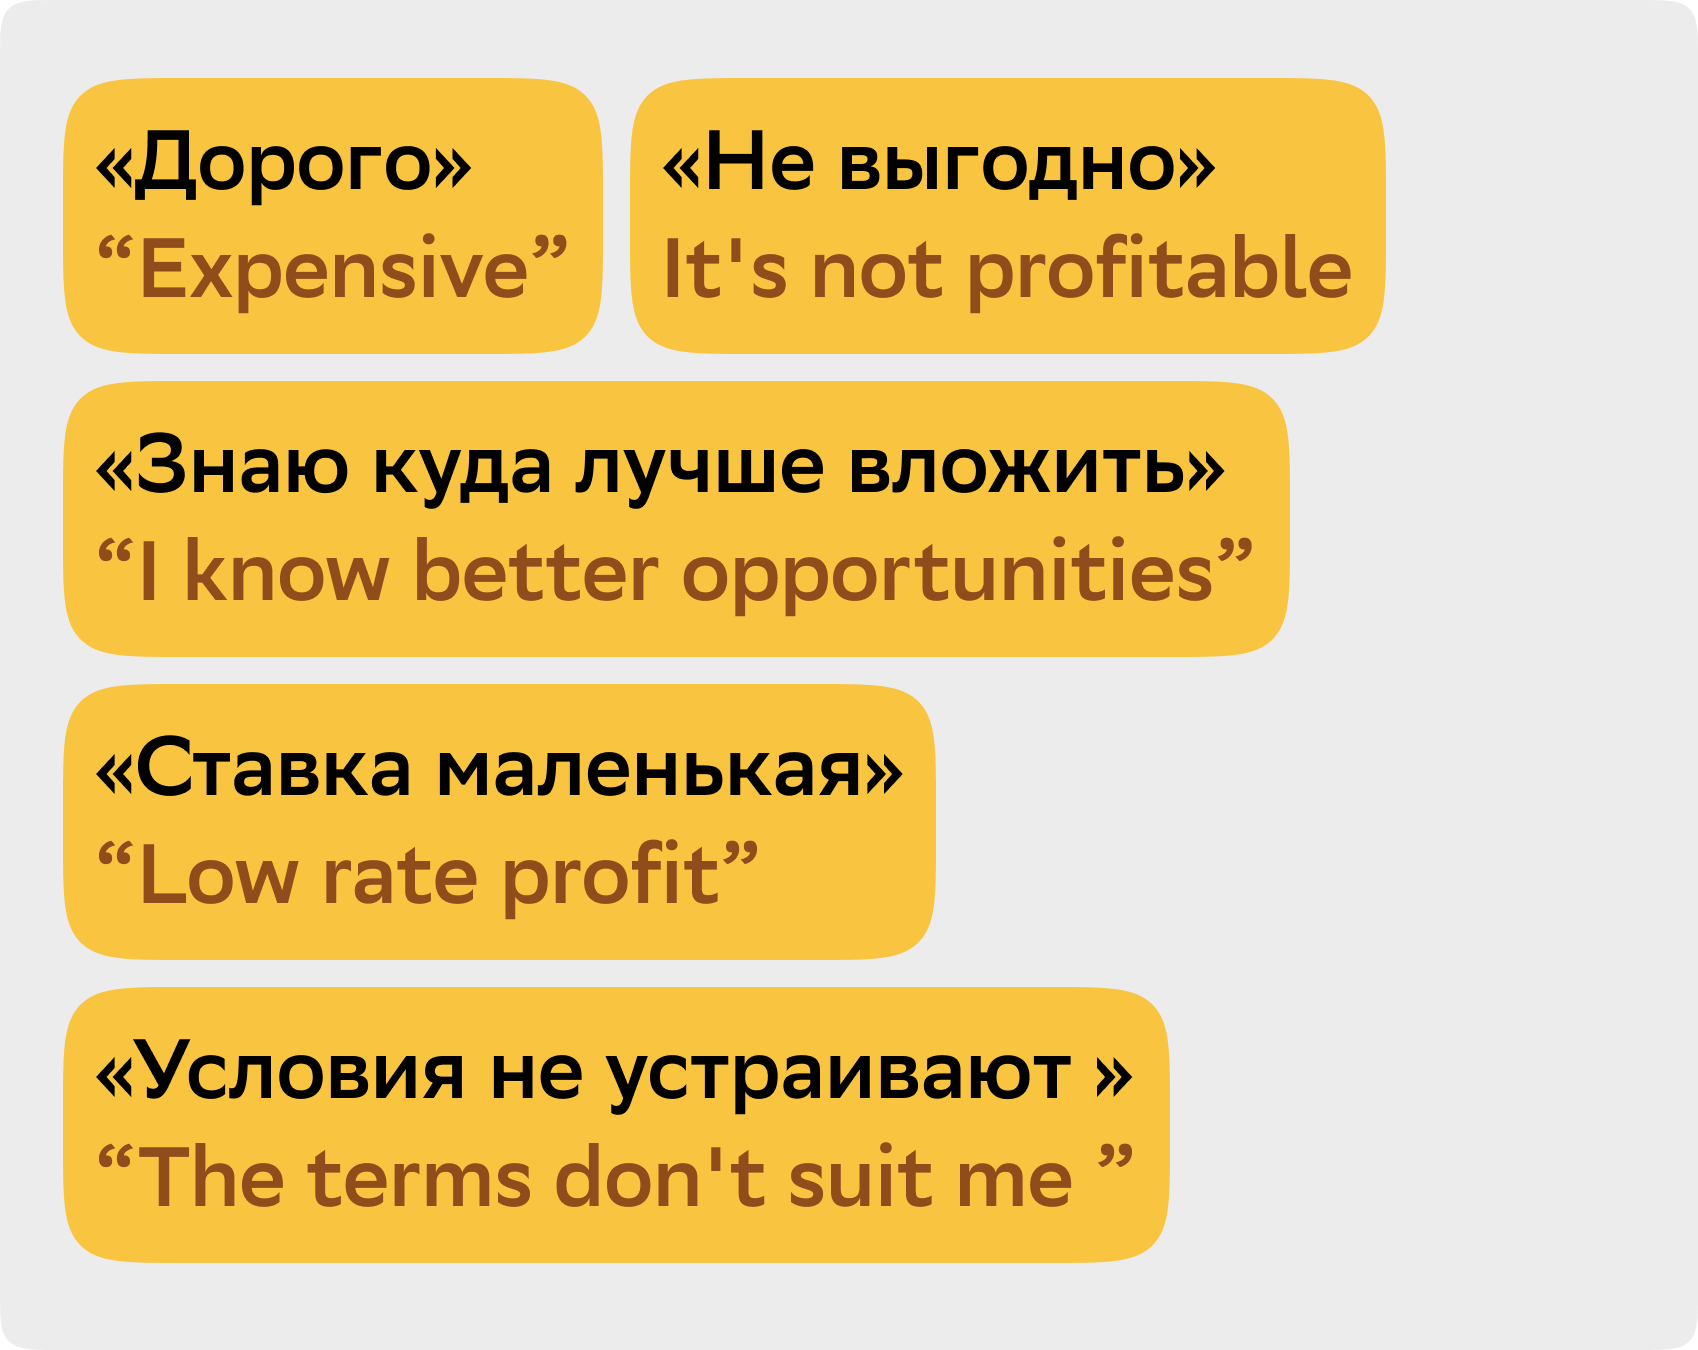 «Дорого»
“Expensive”
«Не выгодно»
It's not profitable
«Знаю куда лучше вложить»
“I know better opportunities”
«Ставка маленькая»
“Low rate profit”
«Условия не устраивают »
“The terms don't suit me ”